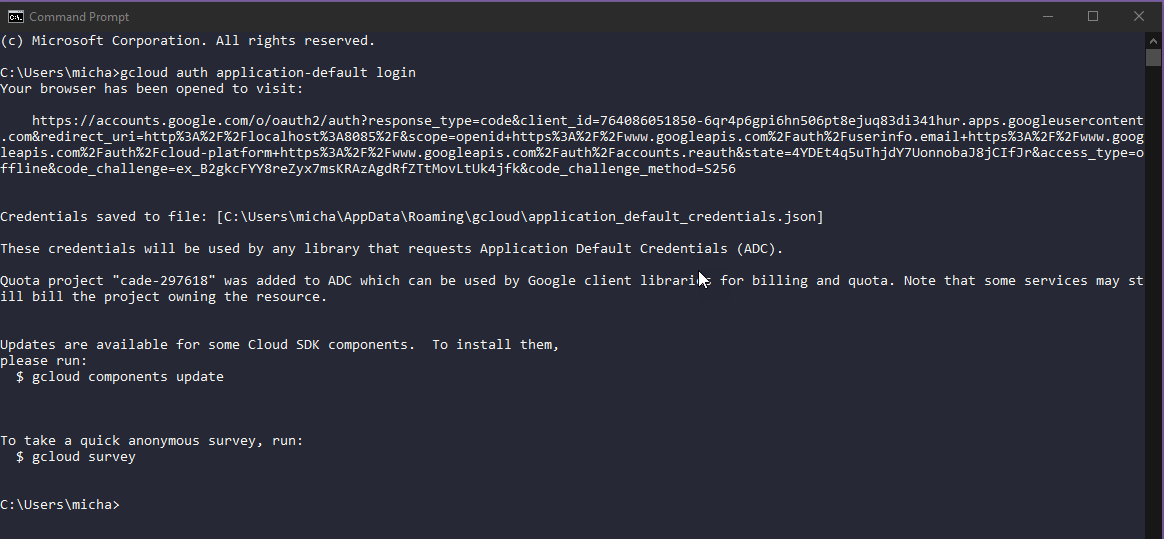 Command Prompt
(c) Microsoft Corporation. All rights reserved.
C:\Users\micha>gcloud auth application-default login
Your browser has been opened to visit:
https://accounts.google.com/o/oauth2/auth?response_type=code&client_id=764086051850-6qr4p6gpi6hn506pt8ejuq83di341hur.apps.googleusercontent
.com&redirect_uri=http%3A%2F%2Flocalhost%3A8085%2F&scope=openid+https%3A%2F%2Fwww.googleapis.com%2Fauth%2Fuserinfo.email+https%3A%2F%2Fwww.goog
leapis.com%2Fauth%2Fcloud-platform+https%3A%2F%2Fwww.googleapis.com%2Fauth%2Faccounts.reauth&state=4YDEt4q5uThjdY7UonnobaJ8jCIfJr&access_type=o
ffline&code_challenge=ex_B2gkcFYY8reZyx7msKRAzAgdRfZTtMovLtUk4jfk&code_challenge_method=S256
Credentials saved to file: [C:\Users\micha\AppData\Roaming\gcloud\application_default_credentials.json]
These credentials will be used by any library that requests Application Default Credentials (ADC).
Quota project "cade-297618" was added to ADC which can be used by Google client libraries for billing and quota. Note that some services may st
ill bill the project owning the resource.
Updates are available for some Cloud SDK components.  To install them,
please run:
$ gcloud components update
To take a quick anonymous survey, run:
$ gcloud survey
C:\Users\micha>